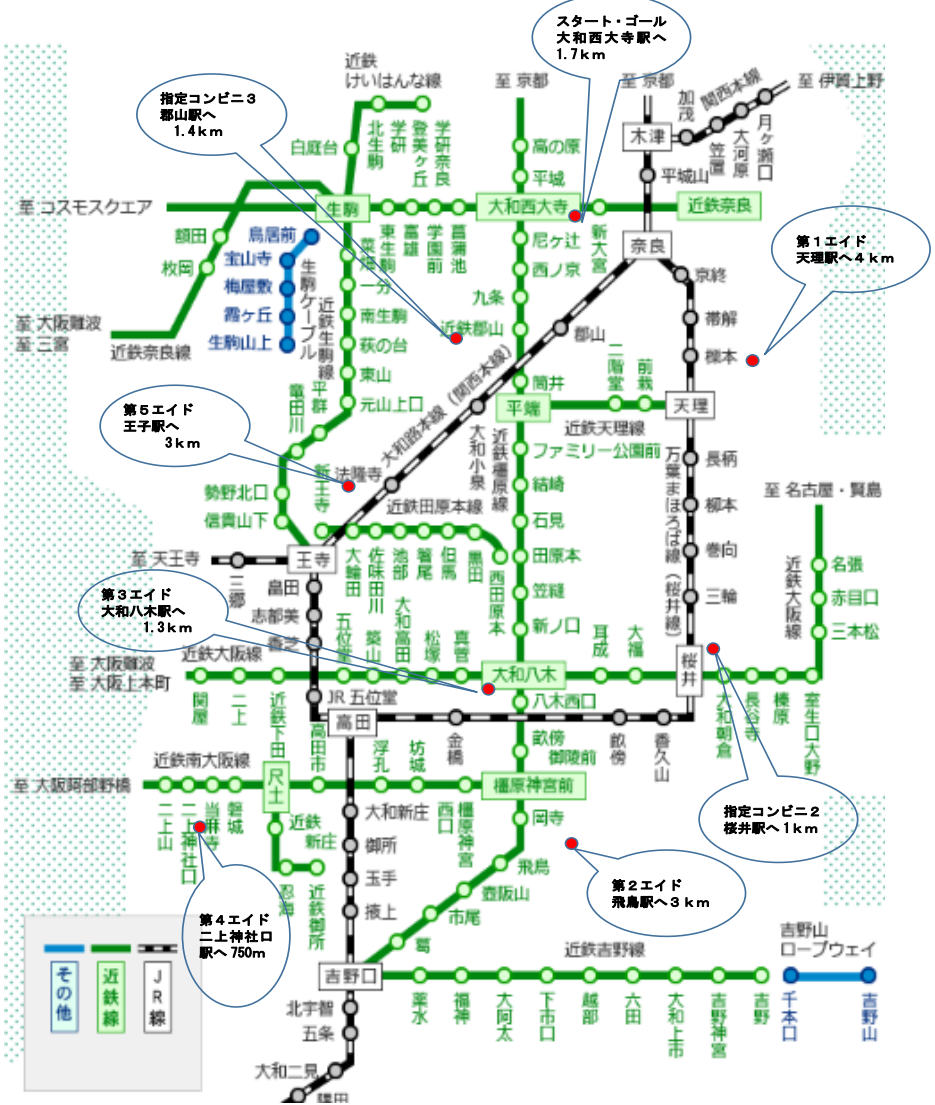 スタート・ゴール
大和西大寺駅へ
1.7km
指定コンビニ3
郡山駅へ
1.4km
第1エイド
天理駅へ4km
第5エイド
王子駅へ
3km
第3エイド
大和八木駅へ
1.3km
指定コンビニ2
桜井駅へ1km
第2エイド
飛鳥駅へ3km
第4エイド
二上神社口
駅へ750m
近鉄
けいはんな線
至 京都
至 京都
関西本線
至 伊賀上野
加茂
笠置
大河原
月ヶ瀬口
木津
平城山
白庭台
北生駒
学研
登美ヶ丘
学研奈良
高の原
平城
至 コスモスクエア
生駒
大和西大寺
近鉄奈良
額田
枚岡
鳥居前
宝山寺
梅屋敷
霞ヶ丘
生駒山上
生駒ケーブル
近鉄生駒線
菜畑
東生駒
富雄
学園前
菖蒲池
新大宮
尼ヶ辻
西ノ京
九条
近鉄郡山
筒井
奈良
京終
帯解
櫟本
天理
一分
南生駒
萩の台
東山
元山上口
平群
竜田川
勢野北口
信貴山下
至 大阪難波
至 三宮
近鉄奈良線
郡山
大和小泉
法隆寺
大和路本線(関西本線)
二階堂
前栽
平端
近鉄天理線
近鉄橿原線
ファミリー公園前
結崎
石見
田原本
笠縫
新ノ口
長柄
柳本
巻向
三輪
万葉まほろば線(桜井線)
至 名古屋・賢島
近鉄大阪線
名張
赤目口
三本松
新王寺
近鉄田原本線
至 天王寺
三郷
王寺
大輪田
佐味田川
池部
箸尾
但馬
黒田
西田原本
畠田
志都美
香芝
JR 五位堂
近鉄大阪線
至 大阪難波
至 大阪上本町
関屋
二上
近鉄下田
五位堂
築山
大和高田
松塚
真菅
大和八木
耳成
大福
桜井
大和朝倉
長谷寺
榛原
室生口大野
八木西口
高田
金橋
畝傍
香久山
畝傍
御陵前
近鉄南大阪線
至 大阪阿部野橋
二上山
二上神社口
当麻寺
磐城
尺土
高田市
浮孔
坊城
橿原神宮
西口
橿原神宮前
近鉄
新庄
忍海
近鉄御所
大和新庄
御所
玉手
掖上
岡寺
飛鳥
壺阪山
市尾
葛
吉野口
近鉄吉野線
薬水
福神
大阿太
下市口
越部
六田
大和上市
吉野神宮
吉野
吉野山
ロープウェイ
千本口
吉野山
北宇智
五条
大和二見
隅田
その他
近鉄線
JR線